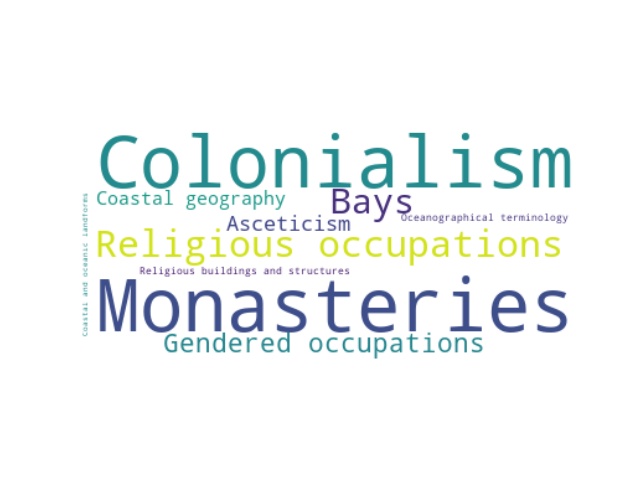 Colonialism
Coastal geography
Bays
Oceanographical terminology
Asceticism
Religious occupations
Religious buildings and structures
Monasteries
Gendered occupations
Coastal and oceanic landforms